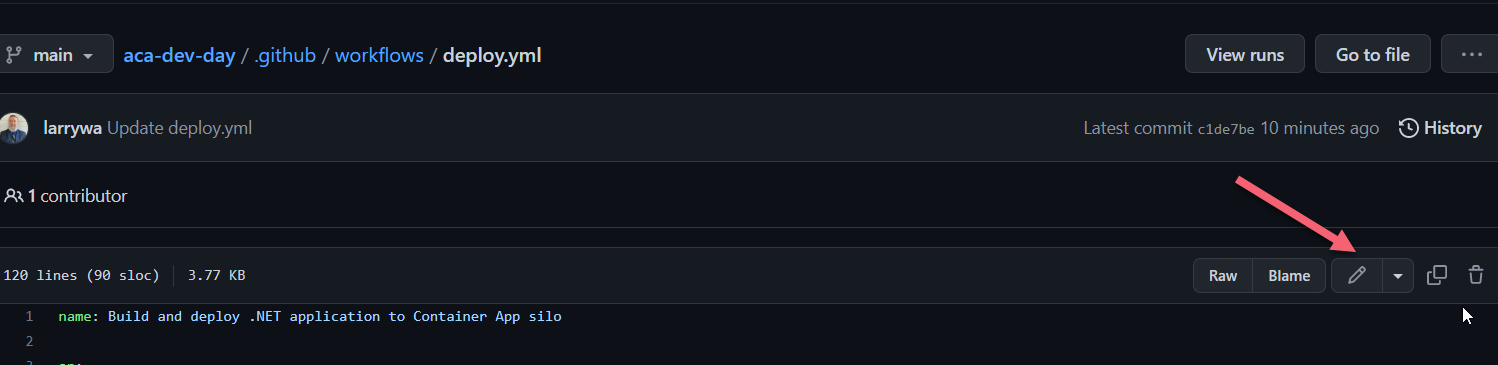 main aca-dev-day / .github / workflows / deploy.yml View runs Go to file ...
larrywa Update deploy.yml Latest commit c1de7be 10 minutes ago History
1 contributor
120 lines (90 sloc) 3.77 KB Raw Blame
1 name: Build and deploy .NET application to Container App silo
2